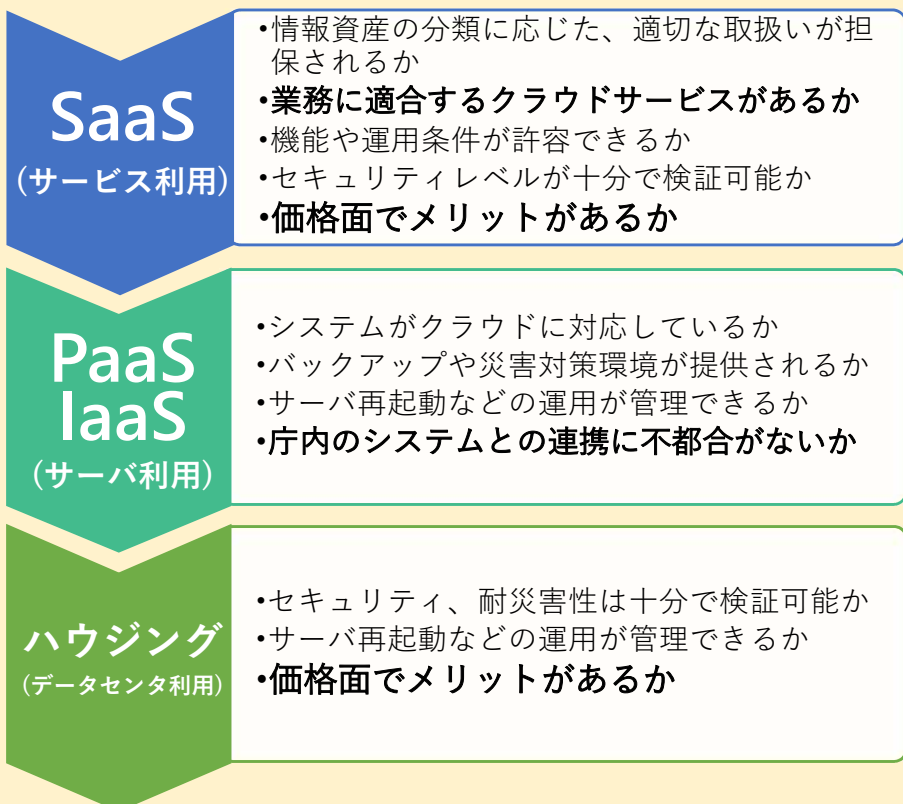 SaaS
(サービス利用)
•情報資産の分類に応じた、適切な取扱いが担
保されるか
•業務に適合するクラウドサービスがあるか
•機能や運用条件が許容できるか
•セキュリティレベルが十分で検証可能か
•価格面でメリットがあるか
PaaS
IaaS
(サーバ利用)
•システムがクラウドに対応しているか
•バックアップや災害対策環境が提供されるか
•サーバ再起動などの運用が管理できるか
•庁内のシステムとの連携に不都合がないか
ハウジング
(データセンタ利用)
•セキュリティ、耐災害性は十分で検証可能か
•サーバ再起動などの運用が管理できるか
•価格面でメリットがあるか